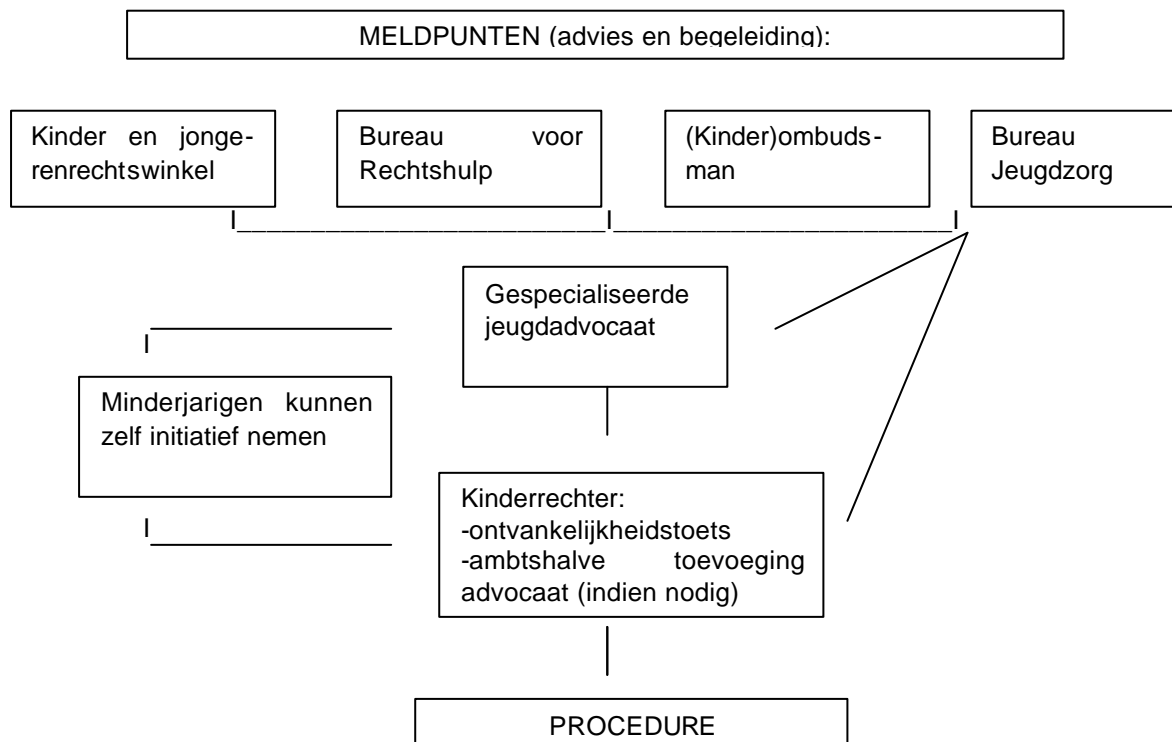 MELDPUNTEN (advies en begeleiding):
Kinder en jonge-
renrechtswinkel
Bureau voor
Rechtshulp
(Kinder)ombuds-
man
Bureau
Jeugdzorg
Gespecialiseerde
jeugdadvocaat
Minderjarigen kunnen
zelf initiatief nemen
Kinderrechter:
-ontvankelijkheidstoets
-ambtshalve toevoeging
advocaat (indien nodig)
PROCEDURE